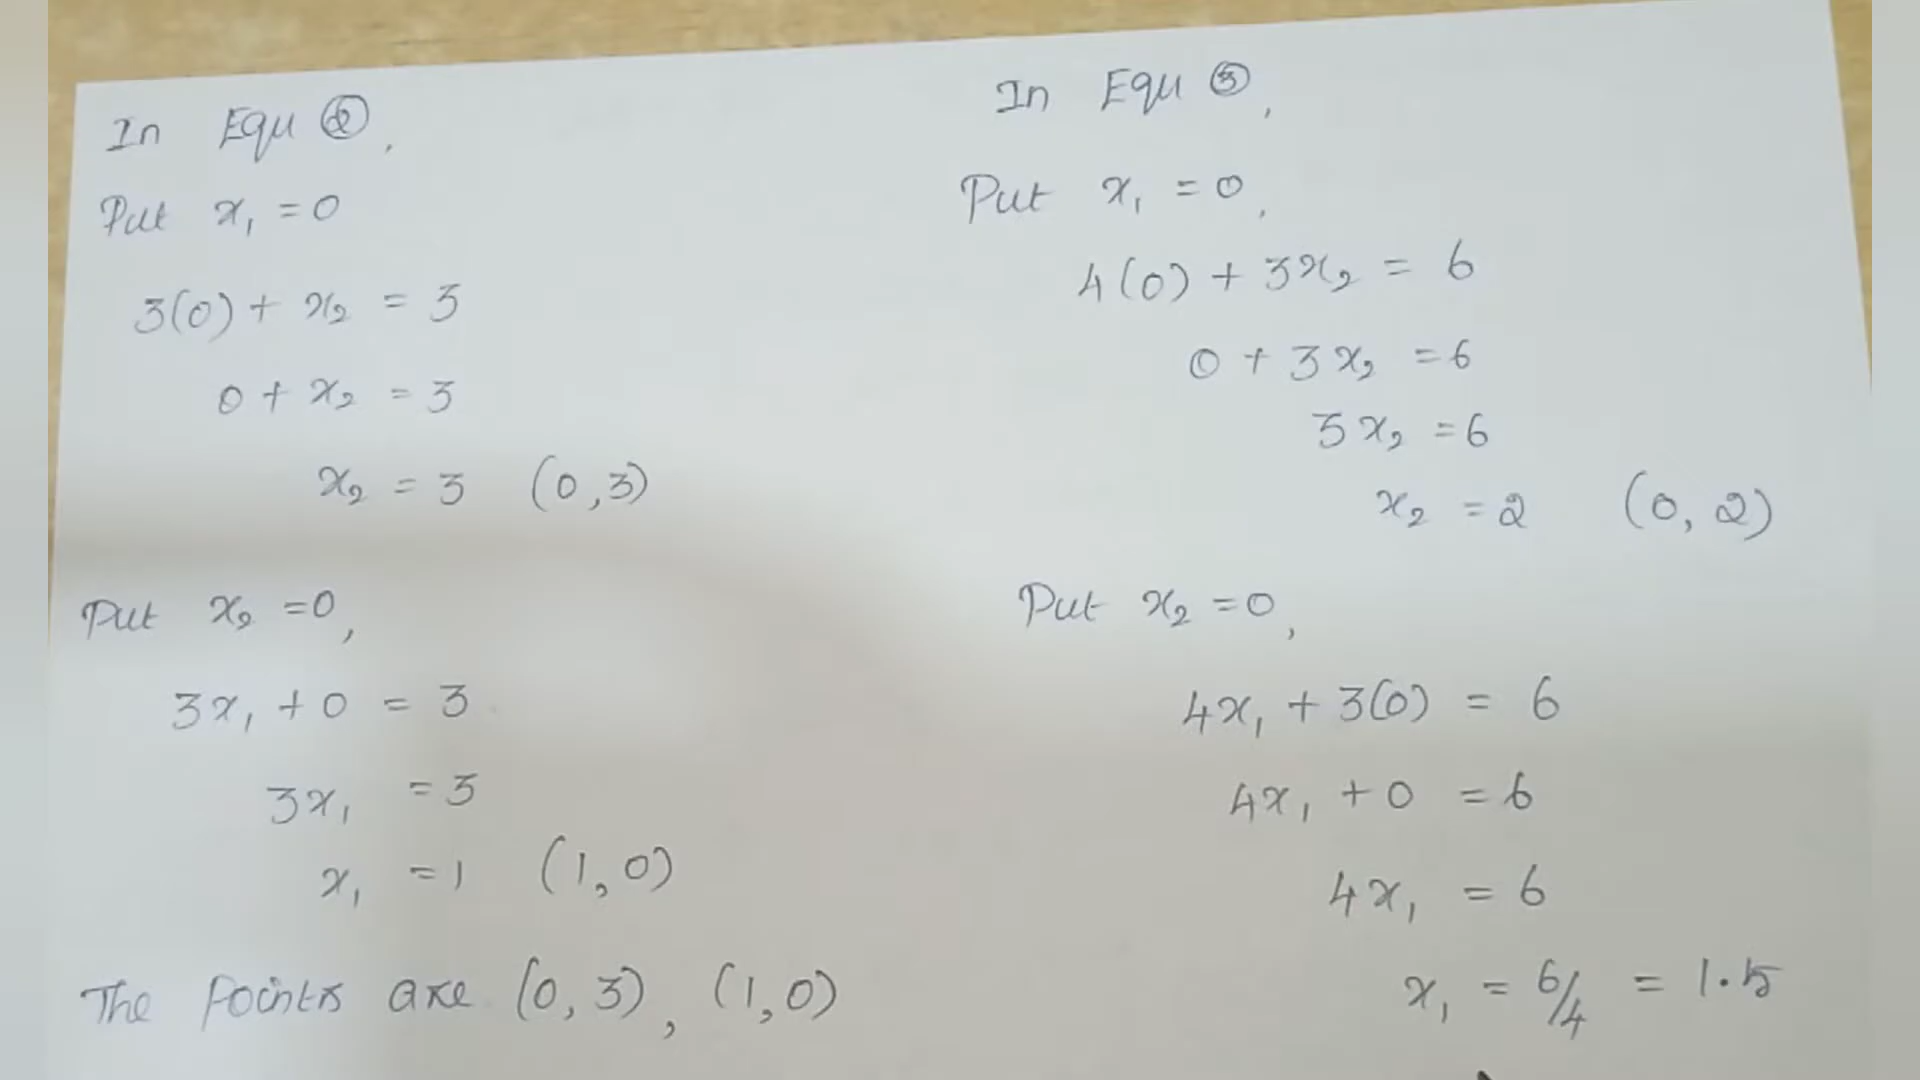 In Equ ②,
Put x₁ = 0
3(0) + x₂ = 3
0 + x₂ = 3
x₂ = 3 (0,3)
Put x₂ = 0,
3x₁ + 0 = 3
3x₁ = 3
x₁ = 1 (1,0)
The Points are (0,3), (1,0)
In Equ ③,
Put x₁ = 0,
4(0) + 3x₂ = 6
0 + 3x₂ = 6
3x₂ = 6
x₂ = 2 (0, 2)
Put x₂ = 0,
4x₁ + 3(0) = 6
4x₁ + 0 = 6
4x₁ = 6
x₁ = 6/4 = 1.5